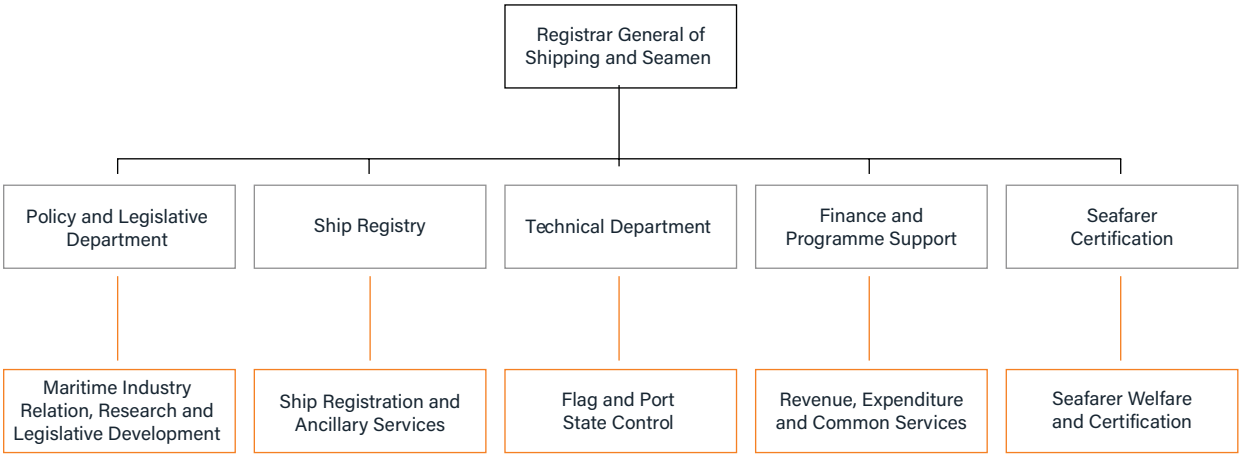 Registrar General of
Shipping and Seamen
Policy and Legislative
Department
Ship Registry
Technical Department
Finance and
Programme Support
Seafarer
Certification
Maritime Industry
Relation, Research and
Legislative Development
Ship Registration and
Ancillary Services
Flag and Port
State Control
Revenue, Expenditure
and Common Services
Seafarer Welfare
and Certification